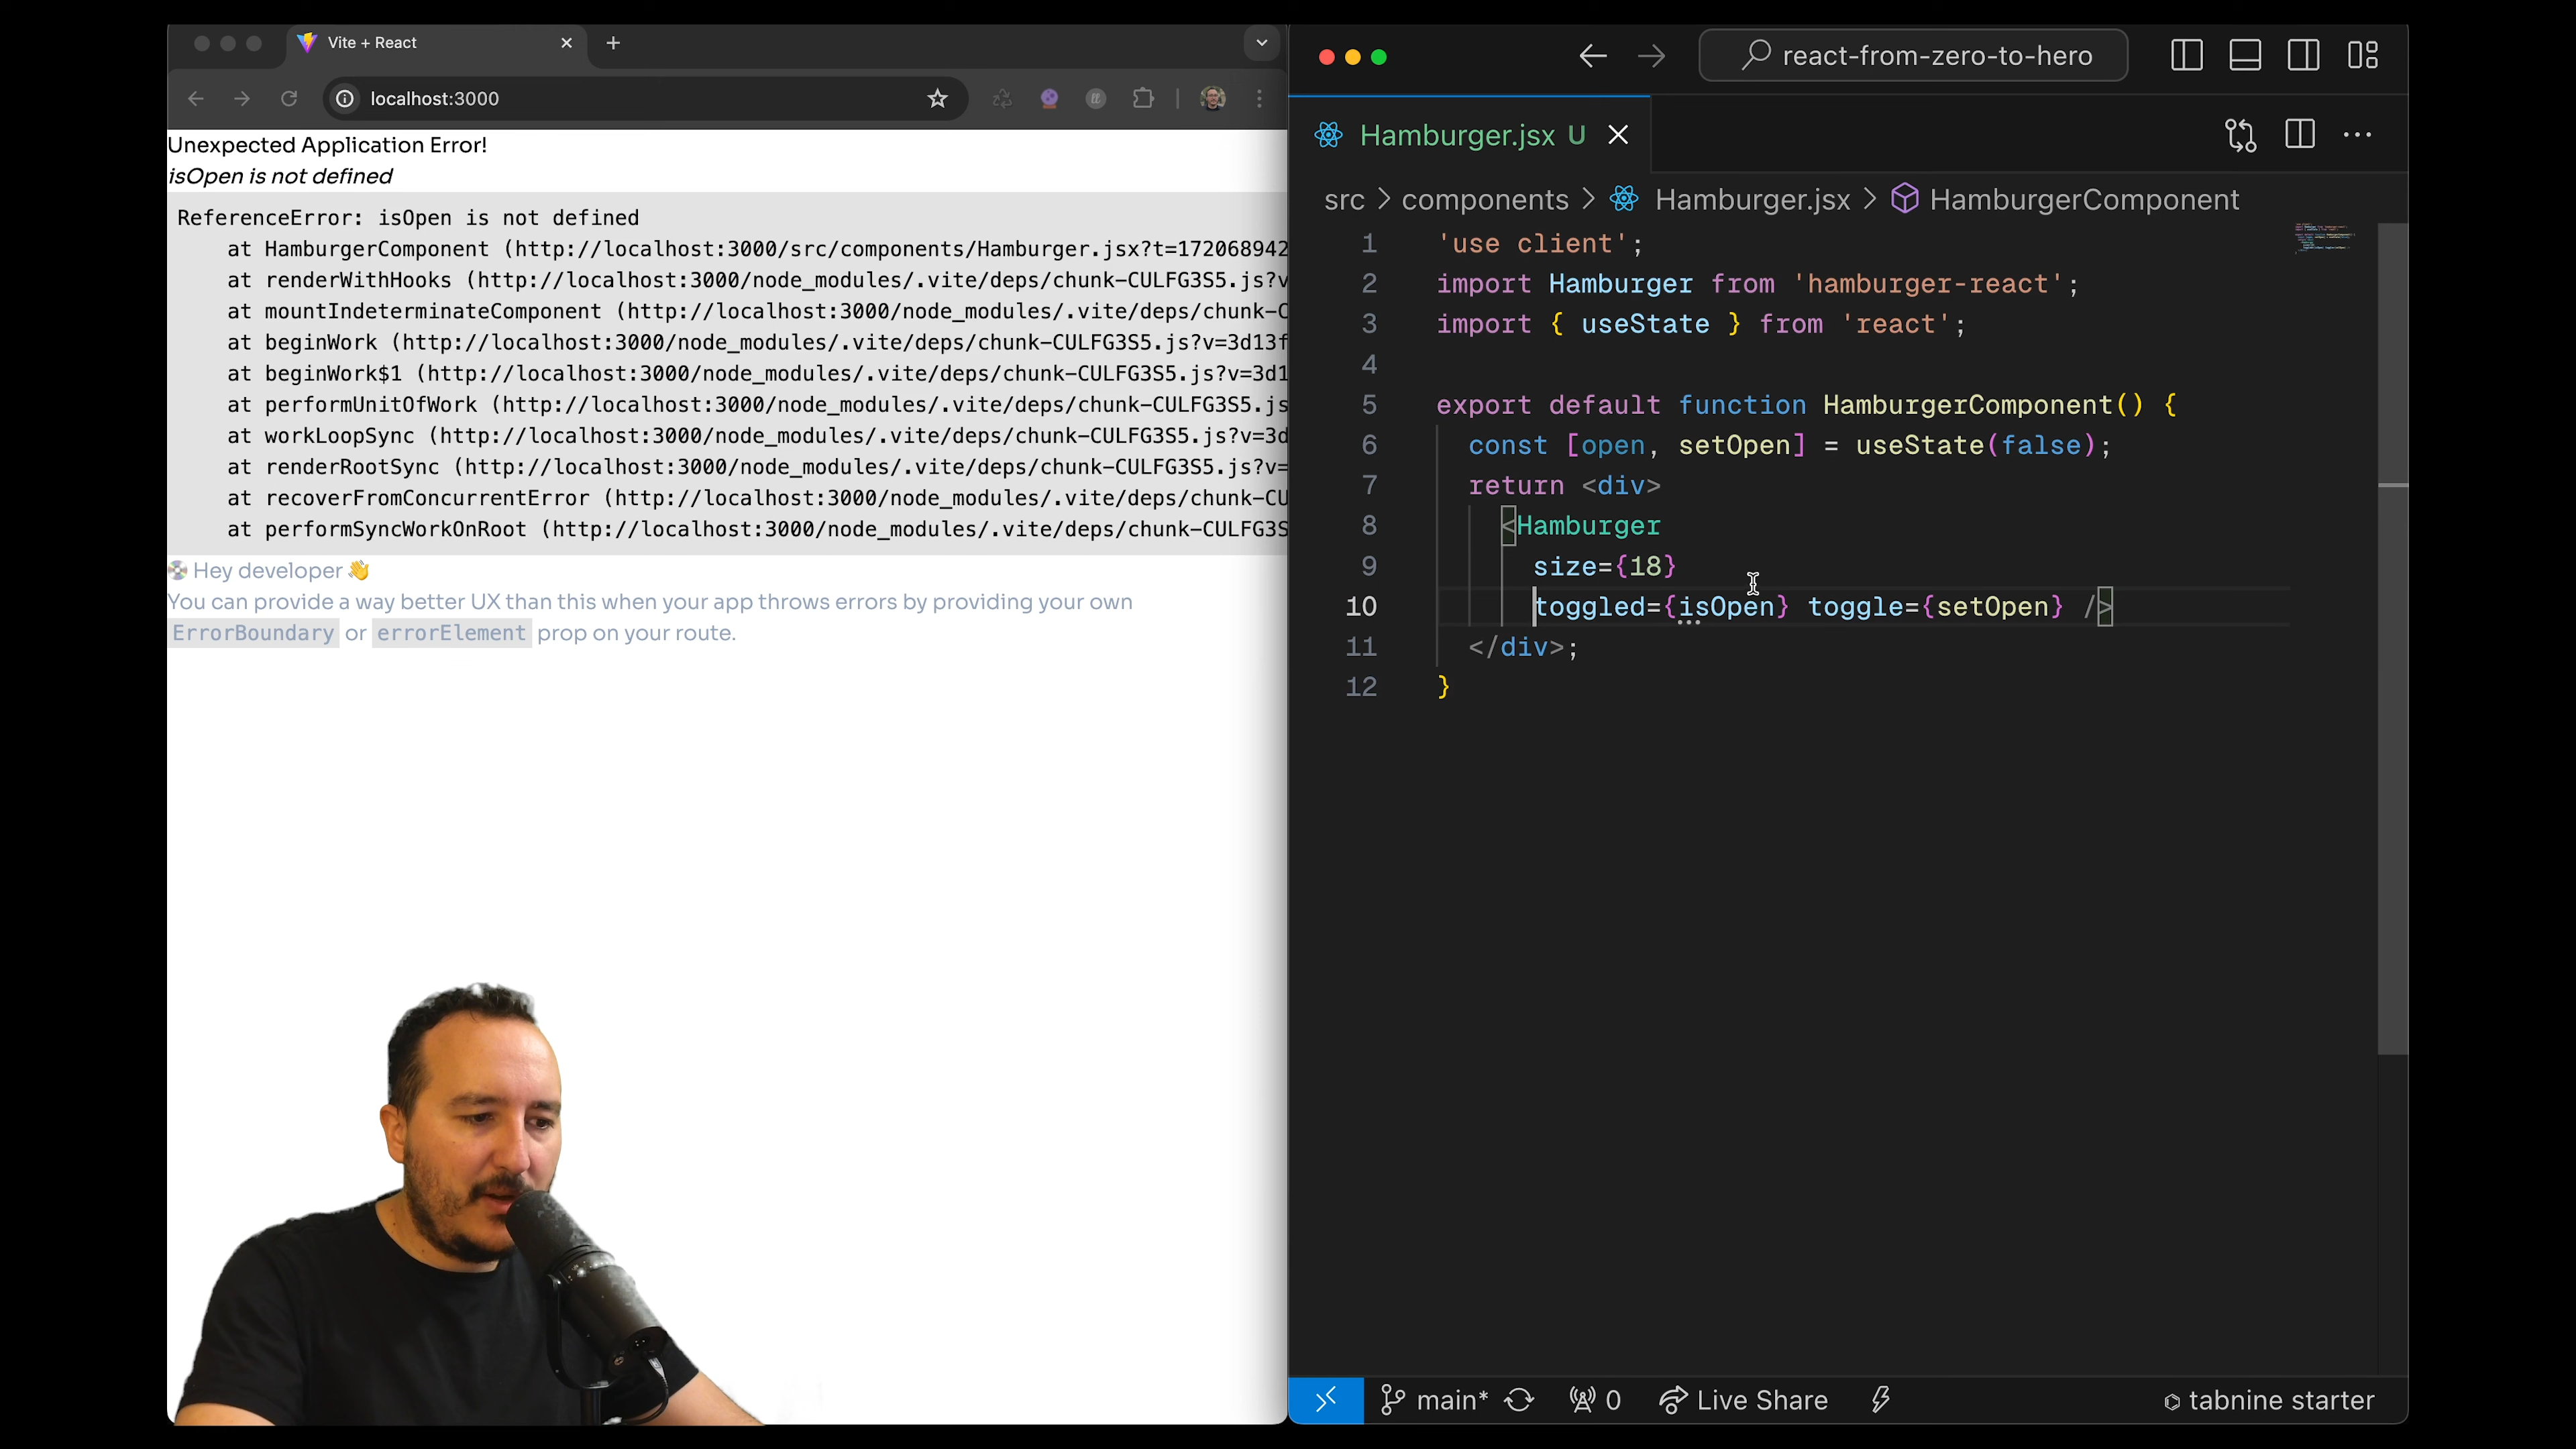 Vite + React
localhost:3000
Unexpected Application Error!
isOpen is not defined
ReferenceError: isOpen is not defined
at HamburgerComponent (http://localhost:3000/src/components/Hamburger.jsx?t=172068942
at renderWithHooks (http://localhost:3000/node_modules/.vite/deps/chunk-CULFG3S5.js?v
at mountIndeterminateComponent (http://localhost:3000/node_modules/.vite/deps/chunk-C
at beginWork (http://localhost:3000/node_modules/.vite/deps/chunk-CULFG3S5.js?v=3d13f
at beginWork$1 (http://localhost:3000/node_modules/.vite/deps/chunk-CULFG3S5.js?v=3d1
at performUnitOfWork (http://localhost:3000/node_modules/.vite/deps/chunk-CULFG3S5.js
at workLoopSync (http://localhost:3000/node_modules/.vite/deps/chunk-CULFG3S5.js?v=3d
at renderRootSync (http://localhost:3000/node_modules/.vite/deps/chunk-CULFG3S5.js?v=
at recoverFromConcurrentError (http://localhost:3000/node_modules/.vite/deps/chunk-CU
at performSyncWorkOnRoot (http://localhost:3000/node_modules/.vite/deps/chunk-CULFG3S
💿 Hey developer 👋
You can provide a way better UX than this when your app throws errors by providing your own
ErrorBoundary or errorElement prop on your route.
react-from-zero-to-hero
Hamburger.jsx U
src > components > Hamburger.jsx > HamburgerComponent
1 'use client';
2 import Hamburger from 'hamburger-react';
3 import { useState } from 'react';
4
5 export default function HamburgerComponent() {
6 const [open, setOpen] = useState(false);
7 return <div>
8 <Hamburger
9 size={18}
10 toggled={isOpen} toggle={setOpen} />
11 </div>;
12 }
main* 0 Live Share tabnine starter